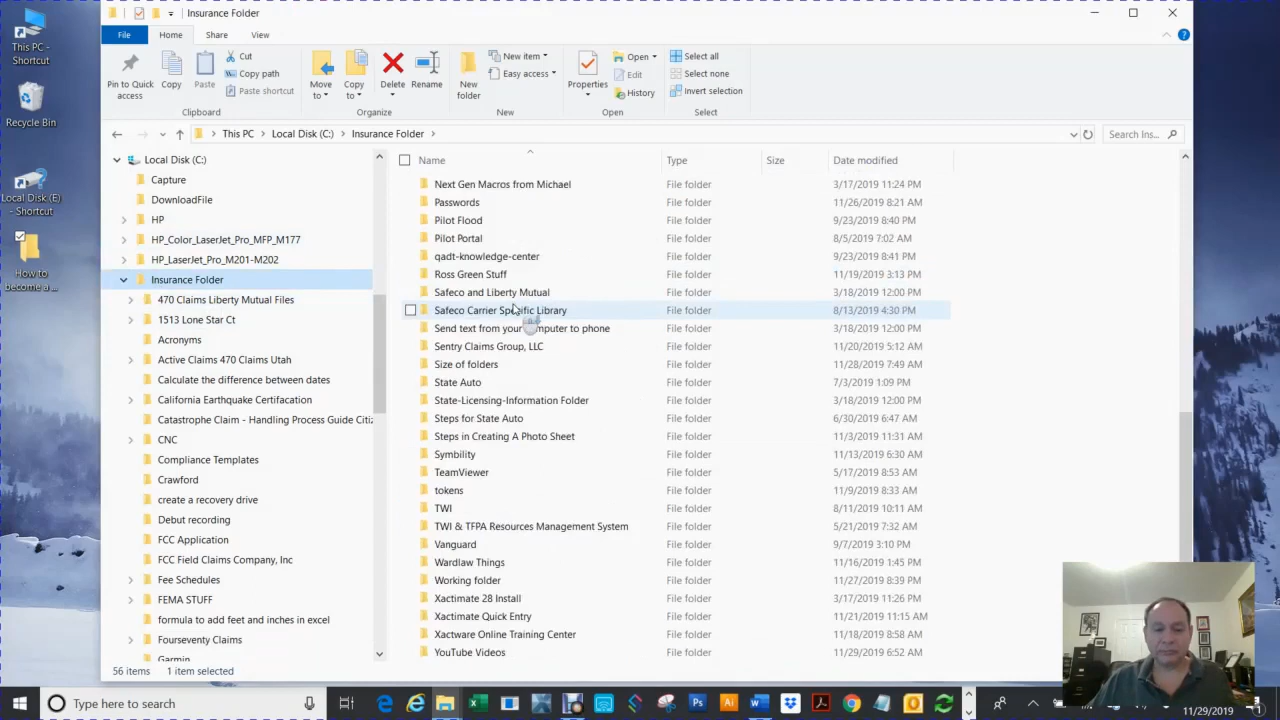 This PC - Shortcut
Recycle Bin
Local Disk (E) - Shortcut
How to become a ...
Insurance Folder
File Home Share View
Pin to Quick access
Copy
Paste
Cut
Copy path
Paste shortcut
Clipboard
Move to
Copy to
Delete
Rename
Organize
New folder
New item
Easy access
New
Properties
Open
Edit
History
Open
Select all
Select none
Invert selection
Select
This PC > Local Disk (C:) > Insurance Folder >
Search Ins...
Local Disk (C:)
Capture
DownloadFile
HP
HP_Color_LaserJet_Pro_MFP_M177
HP_LaserJet_Pro_M201-M202
Insurance Folder
470 Claims Liberty Mutual Files
1513 Lone Star Ct
Acronyms
Active Claims 470 Claims Utah
Calculate the difference between dates
California Earthquake Certifacation
Catastrophe Claim - Handling Process Guide Citiz
CNC
Compliance Templates
Crawford
create a recovery drive
Debut recording
FCC Application
FCC Field Claims Company, Inc
Fee Schedules
FEMA STUFF
formula to add feet and inches in excel
Fourseventy Claims
Garmin
Name Type Size Date modified
Next Gen Macros from Michael File folder 3/17/2019 11:24 PM
Passwords File folder 11/26/2019 8:21 AM
Pilot Flood File folder 9/23/2019 8:40 PM
Pilot Portal File folder 8/5/2019 7:02 AM
qadt-knowledge-center File folder 9/23/2019 8:41 PM
Ross Green Stuff File folder 11/19/2019 3:13 PM
Safeco and Liberty Mutual File folder 3/18/2019 12:00 PM
Safeco Carrier Specific Library File folder 8/13/2019 4:30 PM
Send text from your computer to phone File folder 3/18/2019 12:00 PM
Sentry Claims Group, LLC File folder 11/20/2019 5:12 AM
Size of folders File folder 11/28/2019 7:49 AM
State Auto File folder 7/3/2019 1:09 PM
State-Licensing-Information Folder File folder 3/18/2019 12:00 PM
Steps for State Auto File folder 6/30/2019 6:47 AM
Steps in Creating A Photo Sheet File folder 11/3/2019 11:31 AM
Symbility File folder 11/13/2019 6:30 AM
TeamViewer File folder 5/17/2019 8:53 AM
tokens File folder 11/9/2019 8:33 AM
TWI File folder 8/11/2019 10:11 AM
TWI & TFPA Resources Management System File folder 5/21/2019 7:32 AM
Vanguard File folder 9/7/2019 3:10 PM
Wardlaw Things File folder 11/16/2019 1:45 PM
Working folder File folder 11/27/2019 8:39 PM
Xactimate 28 Install File folder 3/17/2019 11:26 PM
Xactimate Quick Entry File folder 11/21/2019 11:15 AM
Xactware Online Training Center File folder 11/18/2019 8:58 AM
YouTube Videos File folder 11/29/2019 6:52 AM
56 items 1 item selected
Type here to search
Ps
Ai
11/29/2019